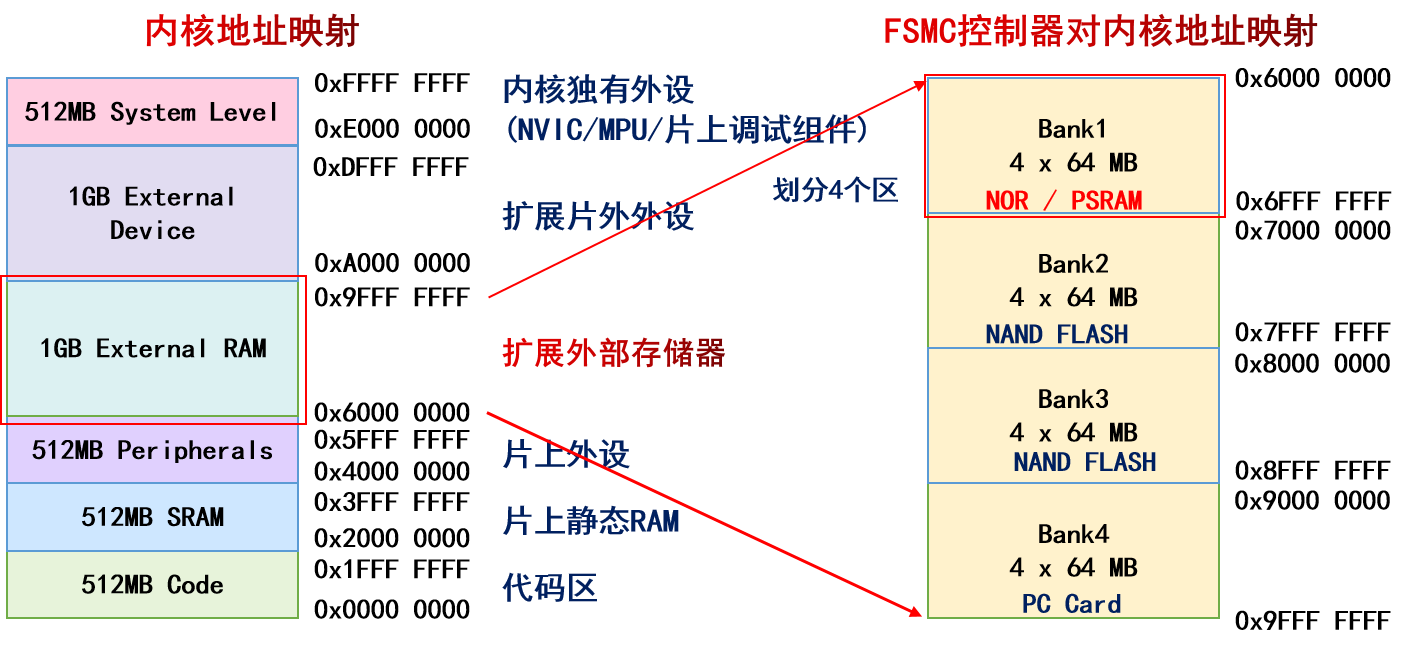 内核地址映射
FSMC控制器对内核地址映射
512MB System Level
0xFFFF FFFF
0xE000 0000
内核独有外设
(NVIC/MPU/片上调试组件)
1GB External
Device
0xDFFF FFFF
0xA000 0000
扩展片外外设
1GB External RAM
0x9FFF FFFF
0x6000 0000
扩展外部存储器
512MB Peripherals
0x5FFF FFFF
0x4000 0000
片上外设
512MB SRAM
0x3FFF FFFF
0x2000 0000
片上静态RAM
512MB Code
0x1FFF FFFF
0x0000 0000
代码区
划分4个区
Bank1
4 x 64 MB
NOR / PSRAM
0x6000 0000
0x6FFF FFFF
Bank2
4 x 64 MB
NAND FLASH
0x7000 0000
0x7FFF FFFF
Bank3
4 x 64 MB
NAND FLASH
0x8000 0000
0x8FFF FFFF
Bank4
4 x 64 MB
PC Card
0x9000 0000
0x9FFF FFFF